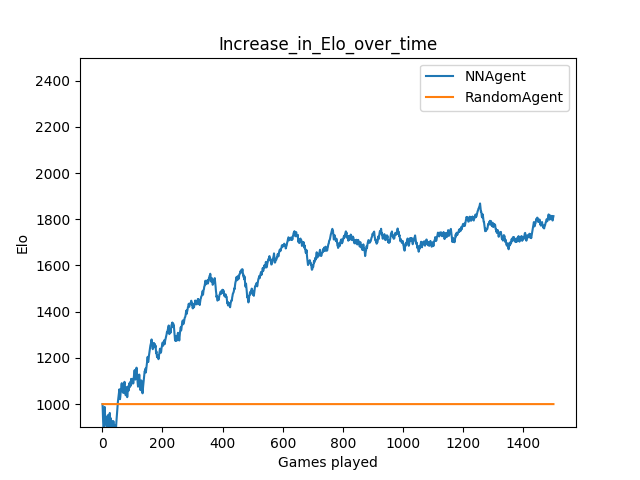 Increase_in_Elo_over_time
NNAgent
RandomAgent
2400
2200
2000
1800
1600
1400
1200
1000
Elo
0 200 400 600 800 1000 1200 1400
Games played